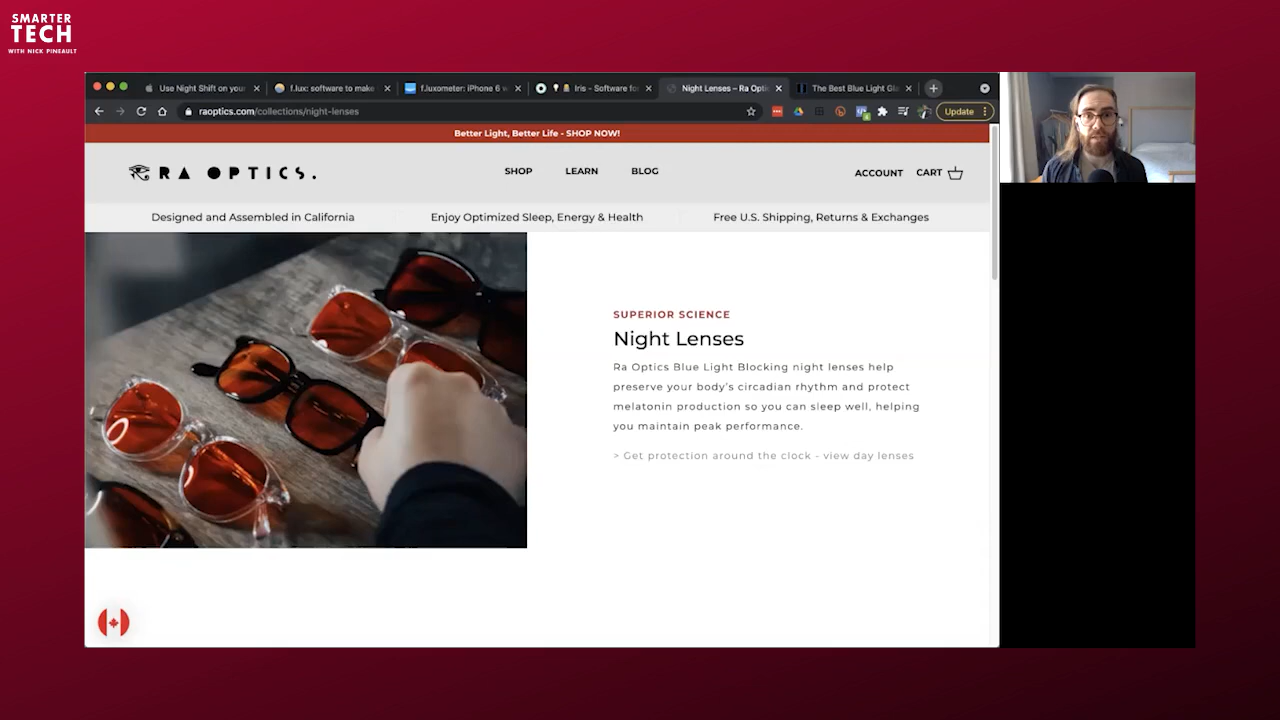 SMARTER
TECH
WITH NICK PINEAULT
Use Night Shift on your
f.lux: software to make
f.luxometer: iPhone 6 v
Iris - Software for
Night Lenses – Ra Opti
The Best Blue Light Gla
raoptics.com/collections/night-lenses
Update
Better Light, Better Life - SHOP NOW!
RA OPTICS.
SHOP
LEARN
BLOG
ACCOUNT
CART
Designed and Assembled in California
Enjoy Optimized Sleep, Energy & Health
Free U.S. Shipping, Returns & Exchanges
SUPERIOR SCIENCE
Night Lenses
Ra Optics Blue Light Blocking night lenses help
preserve your body's circadian rhythm and protect
melatonin production so you can sleep well, helping
you maintain peak performance.
> Get protection around the clock - view day lenses